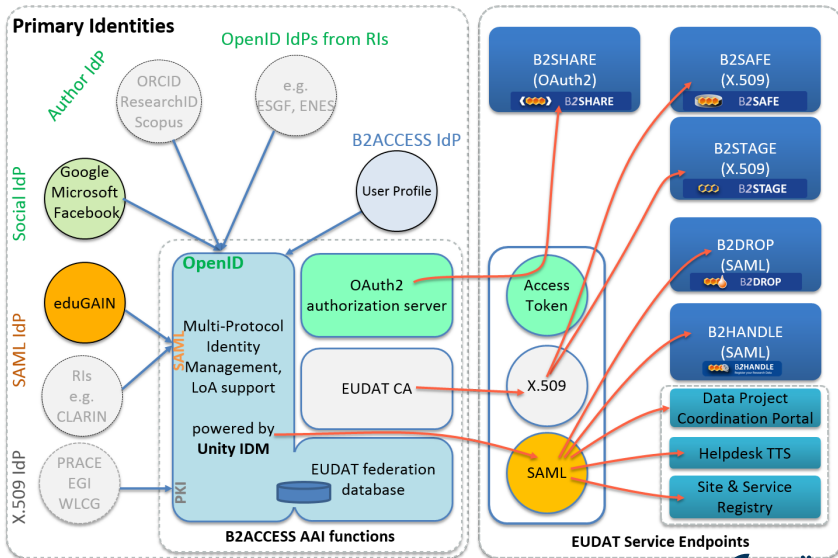 Primary Identities
Author IdP
OpenID IdPs from RIs
ORCID
ResearchID
Scopus
e.g.
ESGF, ENES
B2ACCESS IdP
Social IdP
Google
Microsoft
Facebook
User Profile
OpenID
SAML IdP
eduGAIN
SAML
Multi-Protocol
Identity
Management,
LoA support
powered by
Unity IDM
RIs
e.g.
CLARIN
X.509 IdP
PRACE
EGI
WLCG
PKI
OAuth2
authorization server
EUDAT CA
EUDAT federation
database
B2ACCESS AAI functions
Access
Token
X.509
SAML
B2SHARE
(OAuth2)
B2SHARE
B2SAFE
(X.509)
B2SAFE
B2STAGE
(X.509)
B2STAGE
B2DROP
(SAML)
B2DROP
B2HANDLE
(SAML)
B2HANDLE
Data Project
Coordination Portal
Helpdesk TTS
Site & Service
Registry
EUDAT Service Endpoints